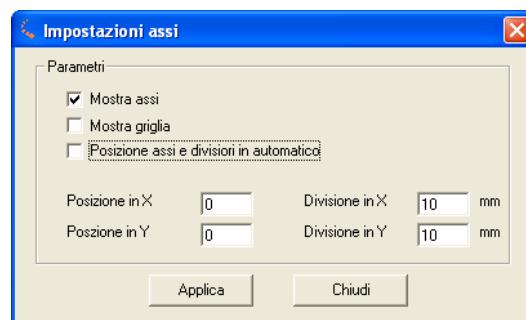 Impostazioni assi
Parametri
Mostra assi
Mostra griglia
Posizione assi e divisiori in automatico
Posizione in X 0 Divisione in X 10 mm
Poszione in Y 0 Divisione in Y 10 mm
Applica Chiudi